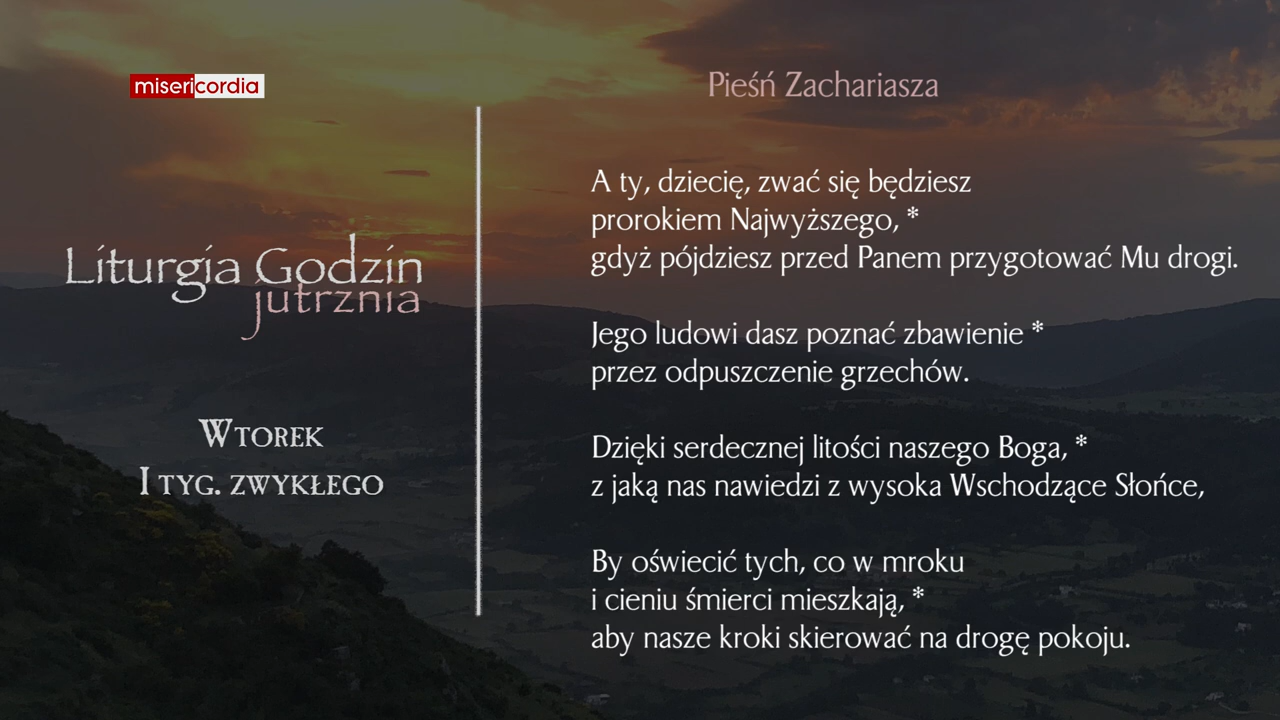 misericordia
Liturgia Godzin
jutrznia
Wtorek
I tyg. zwykłego
Pieśń Zachariasza
A ty, dziecię, zwać się będziesz
prorokiem Najwyższego, *
gdyż pójdziesz przed Panem przygotować Mu drogi.
Jego ludowi dasz poznać zbawienie *
przez odpuszczenie grzechów.
Dzięki serdecznej litości naszego Boga, *
z jaką nas nawiedzi z wysoka Wschodzące Słońce,
By oświecić tych, co w mroku
i cieniu śmierci mieszkają, *
aby nasze kroki skierować na drogę pokoju.